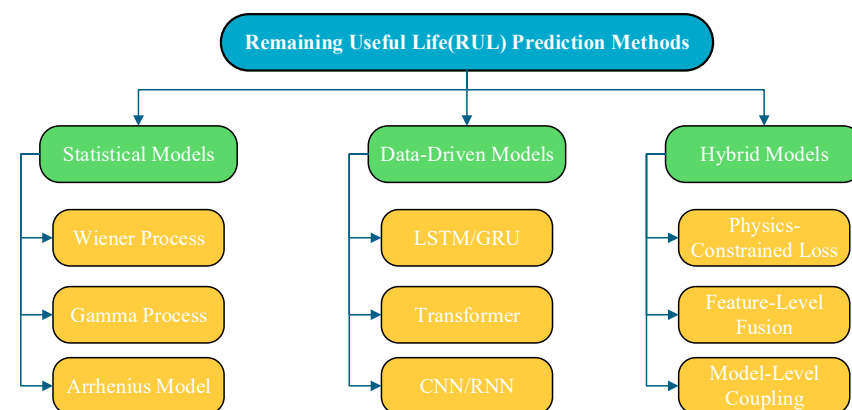 Remaining Useful Life(RUL) Prediction Methods
Statistical Models
Data-Driven Models
Hybrid Models
Wiener Process
LSTM/GRU
Physics-
Constrained Loss
Gamma Process
Transformer
Feature-Level
Fusion
Arrhenius Model
CNN/RNN
Model-Level
Coupling